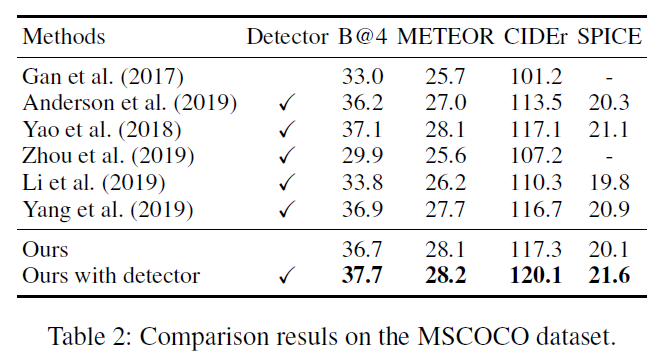 Methods Detector B@4 METEOR CIDEr SPICE
Gan et al. (2017) 33.0 25.7 101.2 -
Anderson et al. (2019) ✓ 36.2 27.0 113.5 20.3
Yao et al. (2018) ✓ 37.1 28.1 117.1 21.1
Zhou et al. (2019) ✓ 29.9 25.6 107.2 -
Li et al. (2019) ✓ 33.8 26.2 110.3 19.8
Yang et al. (2019) ✓ 36.9 27.7 116.7 20.9
Ours 36.7 28.1 117.3 20.1
Ours with detector ✓ 37.7 28.2 120.1 21.6
Table 2: Comparison resuls on the MSCOCO dataset.